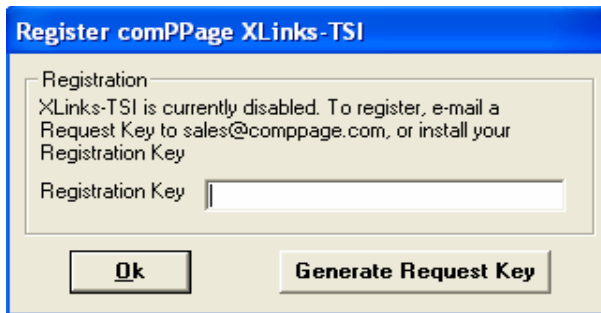 Register comPPage XLinks-TSI
Registration
XLinks-TSI is currently disabled. To register, e-mail a
Request Key to sales@comppage.com, or install your
Registration Key
Registration Key
Ok
Generate Request Key